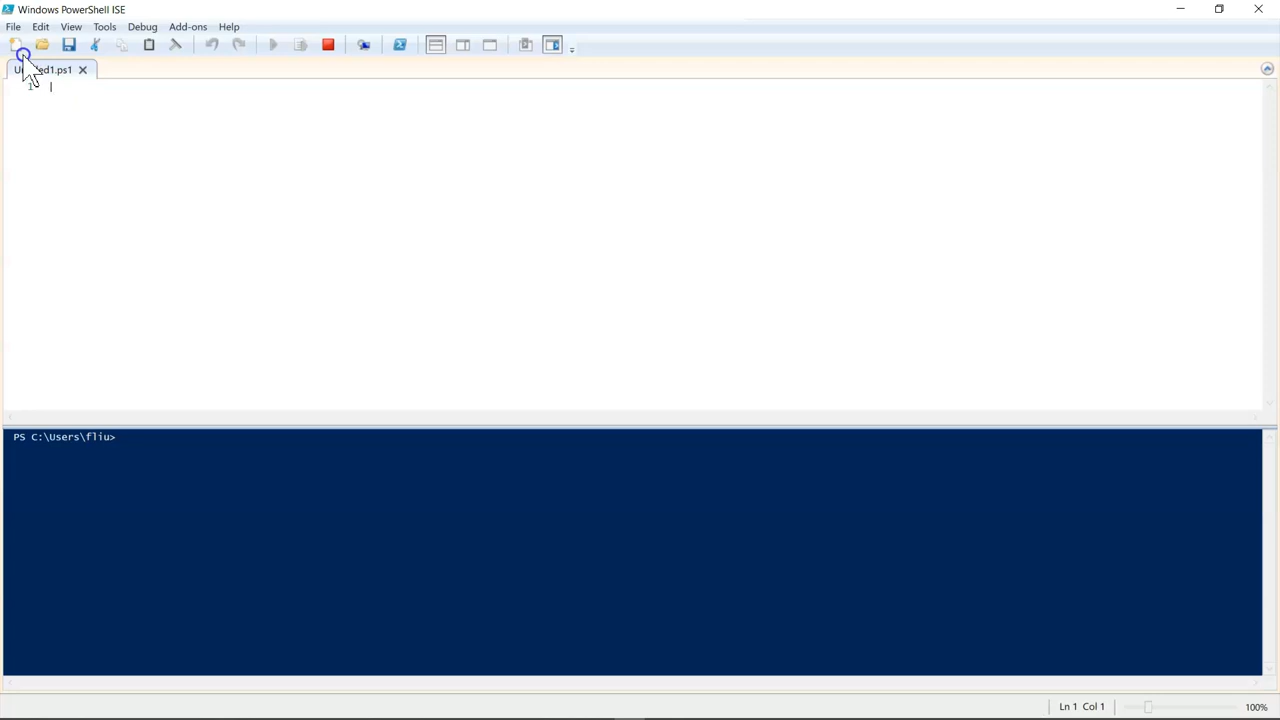 Windows PowerShell ISE
File Edit View Tools Debug Add-ons Help
1
PS C:\Users\fliu>
Ln 1 Col 1 100%